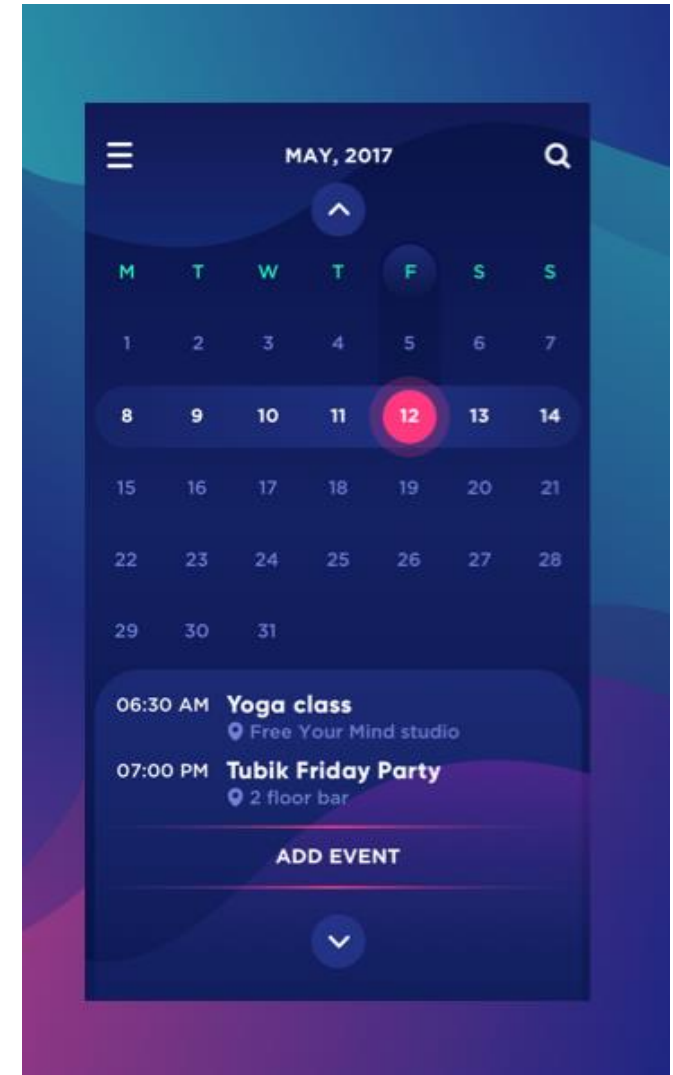 MAY, 2017
M T W T F S S
1 2 3 4 5 6 7
8 9 10 11 12 13 14
15 16 17 18 19 20 21
22 23 24 25 26 27 28
29 30 31
06:30 AM Yoga class
Free Your Mind studio
07:00 PM Tubik Friday Party
2 floor bar
ADD EVENT